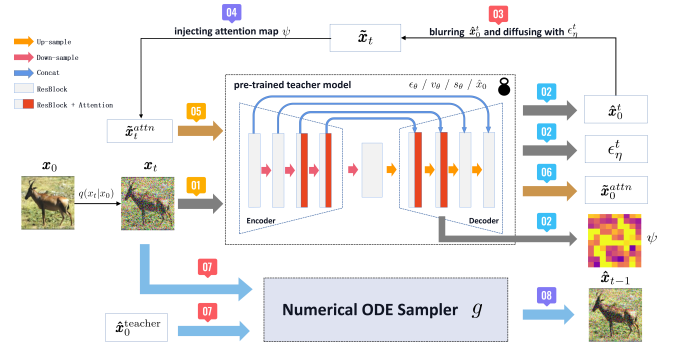 04
03
injecting attention map ψ
x̃_t
blurring x̂_0^t and diffusing with ϵ_η^t
Up-sample
Down-sample
Concat
ResBlock
ResBlock + Attention
pre-trained teacher model
ϵ_θ / v_θ / s_θ / x̂_0
02
x̂_0^t
05
x̃_t^attn
02
ϵ_η^t
x_0
x_t
q(x_t|x_0)
01
06
x̃_0^attn
Encoder
Decoder
02
ψ
07
x̂_{t−1}
Numerical ODE Sampler g
08
07
x̂_0^teacher